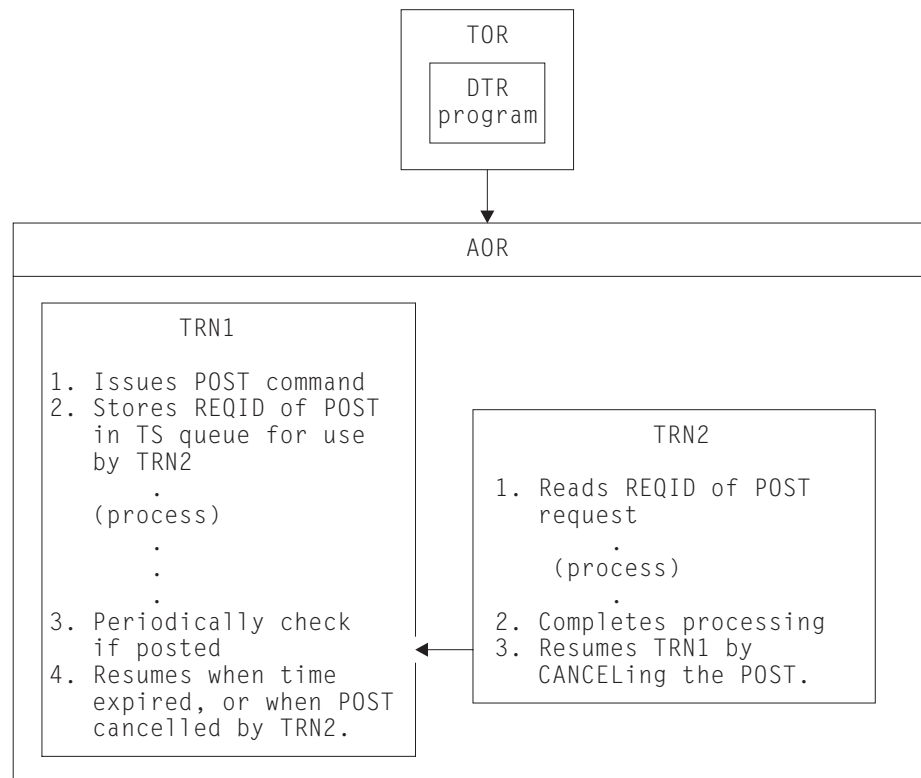 TOR
DTR
program
AOR
TRN1
1. Issues POST command
2. Stores REQID of POST
in TS queue for use
by TRN2
.
(process)
.
.
.
3. Periodically check
if posted
4. Resumes when time
expired, or when POST
cancelled by TRN2.
TRN2
1. Reads REQID of POST
request
.
(process)
.
2. Completes processing
3. Resumes TRN1 by
CANCELing the POST.